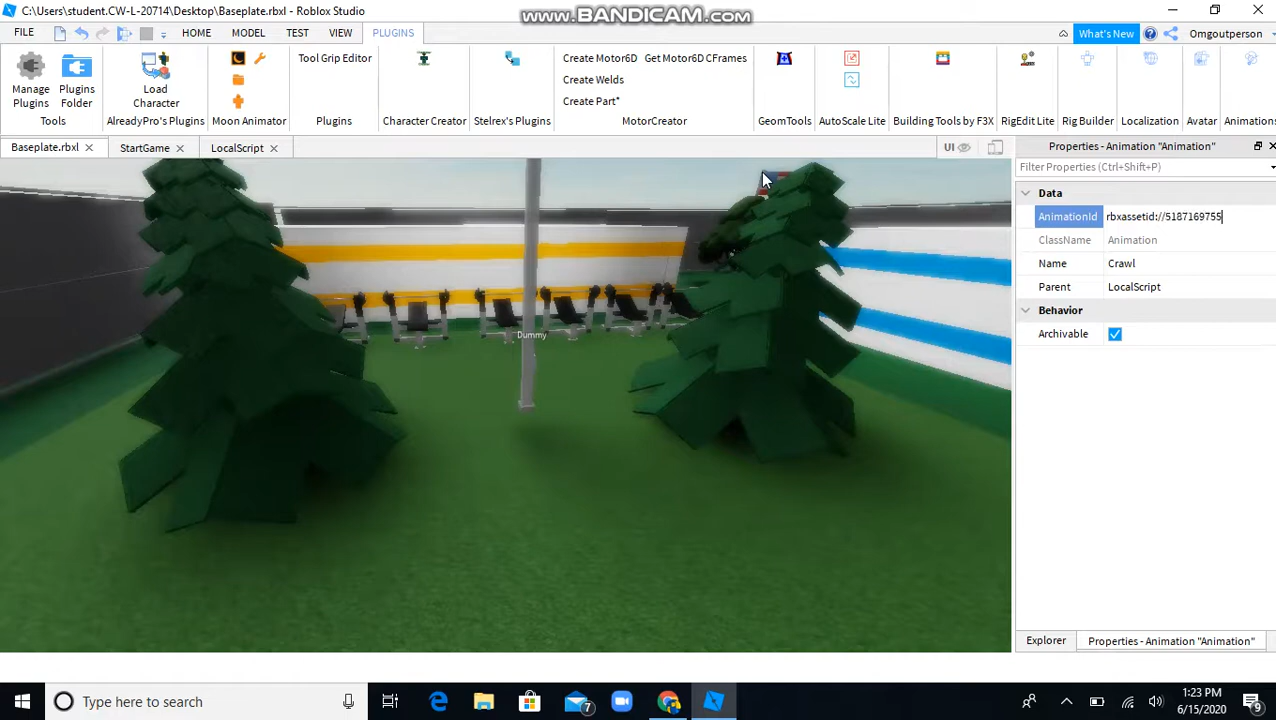 C:\Users\student.CW-L-20714\Desktop\Baseplate.rbxl - Roblox Studio
www.BANDICAM.com
FILE HOME MODEL TEST VIEW PLUGINS What's New Omgoutperson
Manage Plugins
Plugins Folder
Tools
Load Character
AlreadyPro's Plugins
Moon Animator
Tool Grip Editor
Plugins
Character Creator
Stelrex's Plugins
Create Motor6D Get Motor6D CFrames
Create Welds
Create Part*
MotorCreator
GeomTools
AutoScale Lite
Building Tools by F3X
RigEdit Lite
Rig Builder
Localization
Avatar
Animations
Baseplate.rbxl StartGame LocalScript UI
Properties - Animation "Animation"
Filter Properties (Ctrl+Shift+P)
Data
AnimationId rbxassetid://5187169755
ClassName Animation
Name Crawl
Parent LocalScript
Behavior
Archivable
Dummy
Explorer Properties - Animation "Animation"
Type here to search
7
1:23 PM
6/15/2020
9